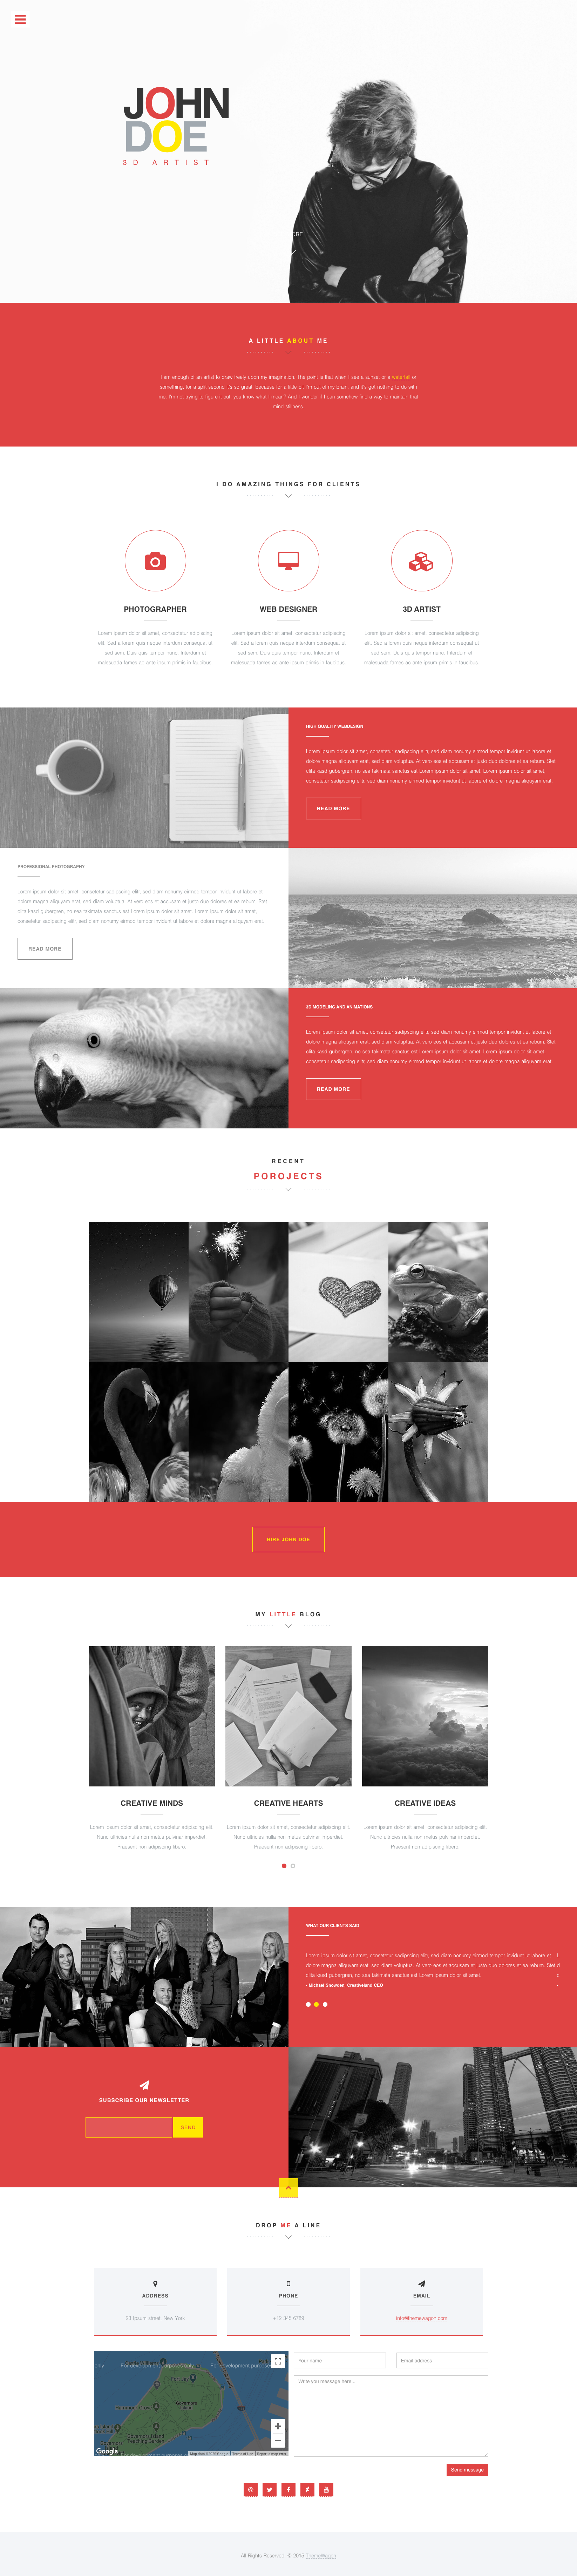 JOHN
DOE
3D ARTIST
ORE
A LITTLE ABOUT ME
I am enough of an artist to draw freely upon my imagination. The point is that when I see a sunset or a waterfall or
something, for a split second it's so great, because for a little bit I'm out of my brain, and it's got nothing to do with
me. I'm not trying to figure it out, you know what I mean? And I wonder if I can somehow find a way to maintain that
mind stillness.
I DO AMAZING THINGS FOR CLIENTS
PHOTOGRAPHER
Lorem ipsum dolor sit amet, consectetur adipiscing
elit. Sed a lorem quis neque interdum consequat ut
sed sem. Duis quis tempor nunc. Interdum et
malesuada fames ac ante ipsum primis in faucibus.
WEB DESIGNER
Lorem ipsum dolor sit amet, consectetur adipiscing
elit. Sed a lorem quis neque interdum consequat ut
sed sem. Duis quis tempor nunc. Interdum et
malesuada fames ac ante ipsum primis in faucibus.
3D ARTIST
Lorem ipsum dolor sit amet, consectetur adipiscing
elit. Sed a lorem quis neque interdum consequat ut
sed sem. Duis quis tempor nunc. Interdum et
malesuada fames ac ante ipsum primis in faucibus.
HIGH QUALITY WEBDESIGN
Lorem ipsum dolor sit amet, consetetur sadipscing elitr, sed diam nonumy eirmod tempor invidunt ut labore et
dolore magna aliquyam erat, sed diam voluptua. At vero eos et accusam et justo duo dolores et ea rebum. Stet
clita kasd gubergren, no sea takimata sanctus est Lorem ipsum dolor sit amet. Lorem ipsum dolor sit amet,
consetetur sadipscing elitr, sed diam nonumy eirmod tempor invidunt ut labore et dolore magna aliquyam erat
READ MORE
PROFESSIONAL PHOTOGRAPHY
Lorem ipsum dolor sit amet, consetetur sadipscing elitr, sed diam nonumy eirmod tempor invidunt ut labore et
dolore magna aliquyam erat, sed diam voluptua. At vero eos et accusam et justo duo dolores et ea rebum. Stet
clita kasd gubergren, no sea takimata sanctus est Lorem ipsum dolor sit amet. Lorem ipsum dolor sit amet,
consetetur sadipscing elitr, sed diam nonumy eirmod tempor invidunt ut labore et dolore magna aliquyam erat
READ MORE
3D MODELING AND ANIMATIONS
Lorem ipsum dolor sit amet, consetetur sadipscing elitr, sed diam nonumy eirmod tempor invidunt ut labore et
dolore magna aliquyam erat, sed diam voluptua. At vero eos et accusam et justo duo dolores et ea rebum. Stet
clita kasd gubergren, no sea takimata sanctus est Lorem ipsum dolor sit amet. Lorem ipsum dolor sit amet,
consetetur sadipscing elitr, sed diam nonumy eirmod tempor invidunt ut labore et dolore magna aliquyam erat
READ MORE
RECENT
POROJECTS
HIRE JOHN DOE
MY LITTLE BLOG
CREATIVE MINDS
Lorem ipsum dolor sit amet, consectetur adipiscing elit.
Nunc ultricies nulla non metus pulvinar imperdiet.
Praesent non adipiscing libero.
CREATIVE HEARTS
Lorem ipsum dolor sit amet, consectetur adipiscing elit.
Nunc ultricies nulla non metus pulvinar imperdiet.
Praesent non adipiscing libero.
CREATIVE IDEAS
Lorem ipsum dolor sit amet, consectetur adipiscing elit.
Nunc ultricies nulla non metus pulvinar imperdiet.
Praesent non adipiscing libero.
WHAT OUR CLIENTS SAID
Lorem ipsum dolor sit amet, consetetur sadipscing elitr, sed diam nonumy eirmod tempor invidunt ut labore et
dolore magna aliquyam erat, sed diam voluptua. At vero eos et accusam et justo duo dolores et ea rebum. Stet
clita kasd gubergren, no sea takimata sanctus est Lorem ipsum dolor sit amet.
- Michael Snowden, Creativeland CEO
SUBSCRIBE OUR NEWSLETTER
SEND
DROP ME A LINE
ADDRESS
33 Ipsum street, New York
PHONE
+12 345 6789
EMAIL
info@themewagon.com
only
For development purposes only
For development purposes
Governors Island
Teaching Garden
Google
Map data ©2020 Google
Terms of Use
Report a map error
Your name
Email address
Write you message here...
Send message
All Rights Reserved. © 2015 ThemeWagon